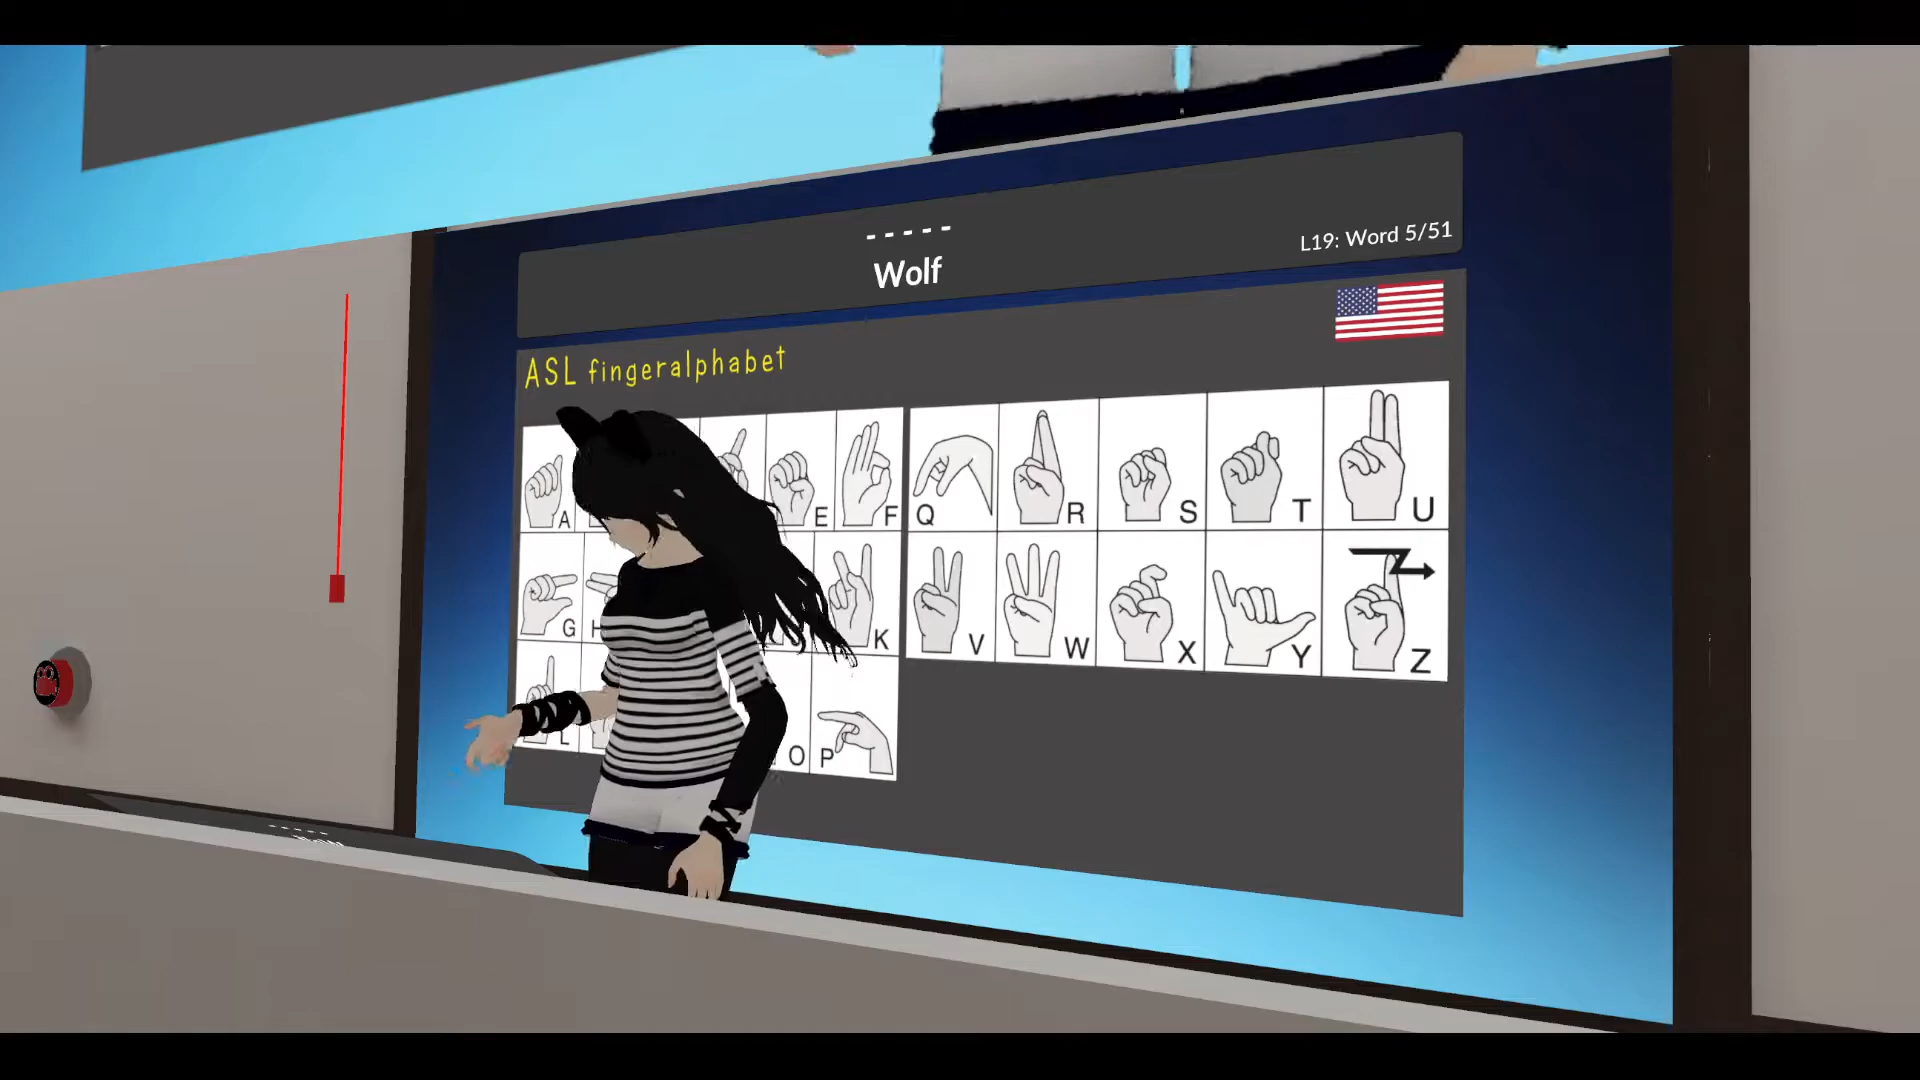 - - - - -
Wolf
L19: Word 5/51
ASL fingeralphabet
A E F Q R S T U
G H K V W X Y Z
L O P